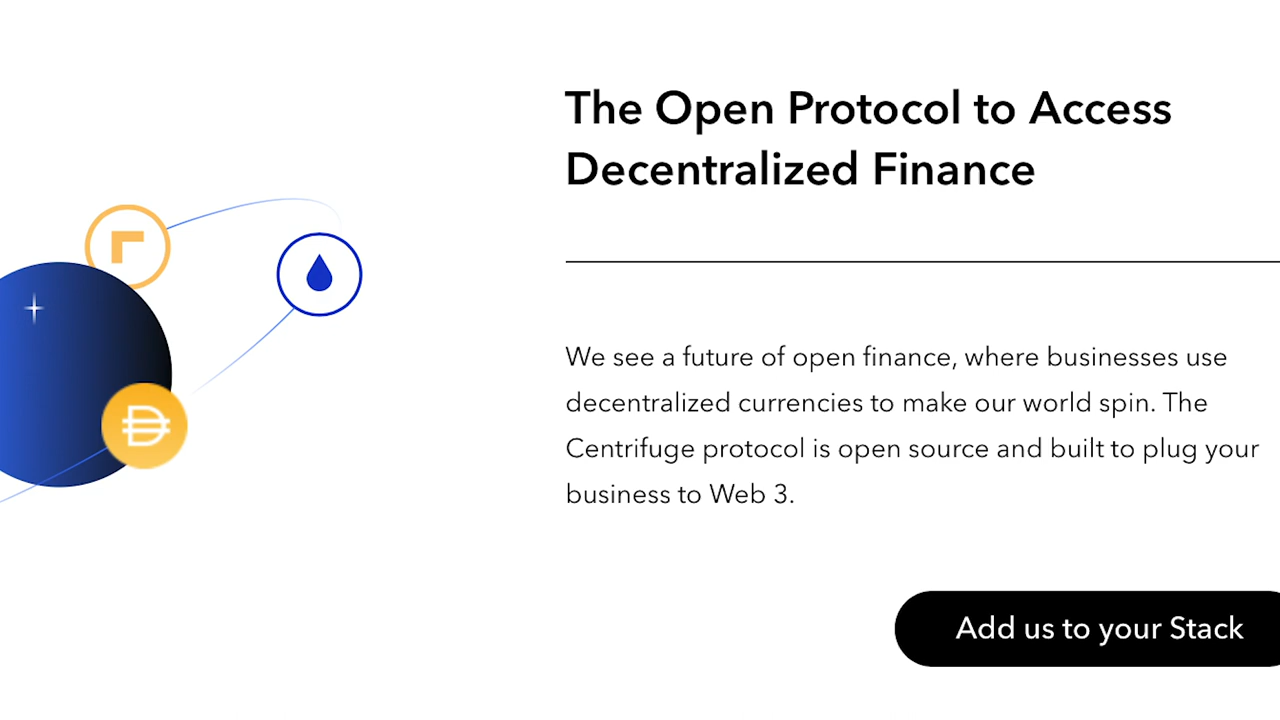 The Open Protocol to Access
Decentralized Finance
We see a future of open finance, where businesses use
decentralized currencies to make our world spin. The
Centrifuge protocol is open source and built to plug your
business to Web 3.
Add us to your Stack